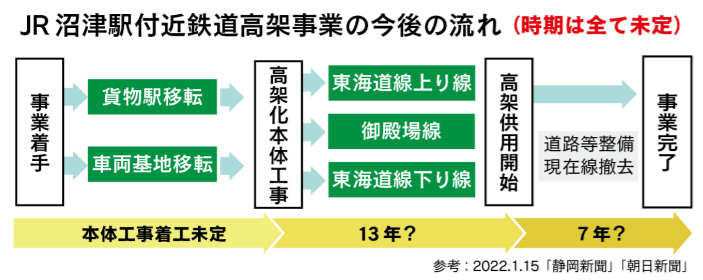 JR沼津駅付近鉄道高架事業の今後の流れ（時期は全て未定）
事業着手
貨物駅移転
車両基地移転
高架化本体工事
東海道線上り線
御殿場線
東海道線下り線
高架供用開始
道路等整備
現在線撤去
事業完了
本体工事着工未定
13年？
7年？
参考：2022.1.15「静岡新聞」「朝日新聞」